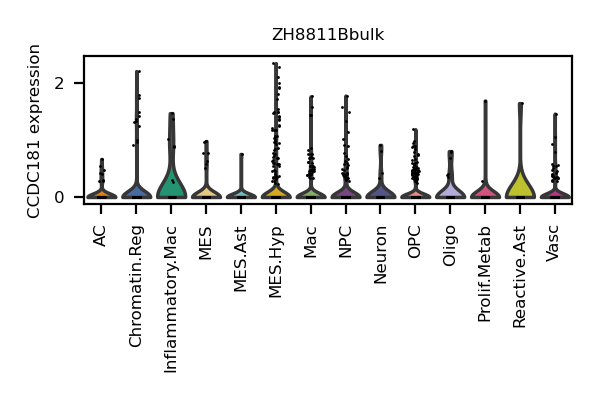 ZH8811Bbulk
CCDC181 expression
2
0
AC
Chromatin.Reg
Inflammatory.Mac
MES
MES.Ast
MES.Hyp
Mac
NPC
Neuron
OPC
Oligo
Prolif.Metab
Reactive.Ast
Vasc